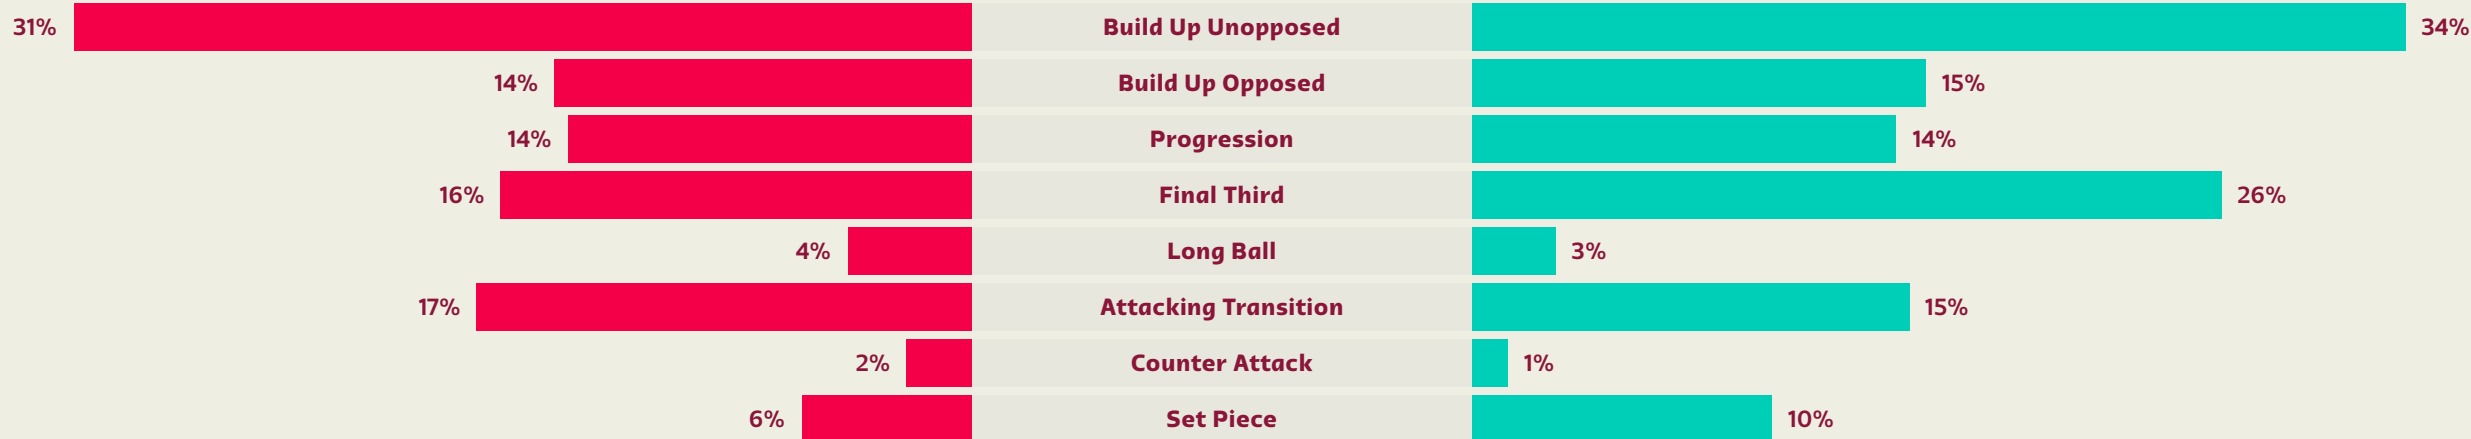 31% Build Up Unopposed 34%
14% Build Up Opposed 15%
14% Progression 14%
16% Final Third 26%
4% Long Ball 3%
17% Attacking Transition 15%
2% Counter Attack 1%
6% Set Piece 10%